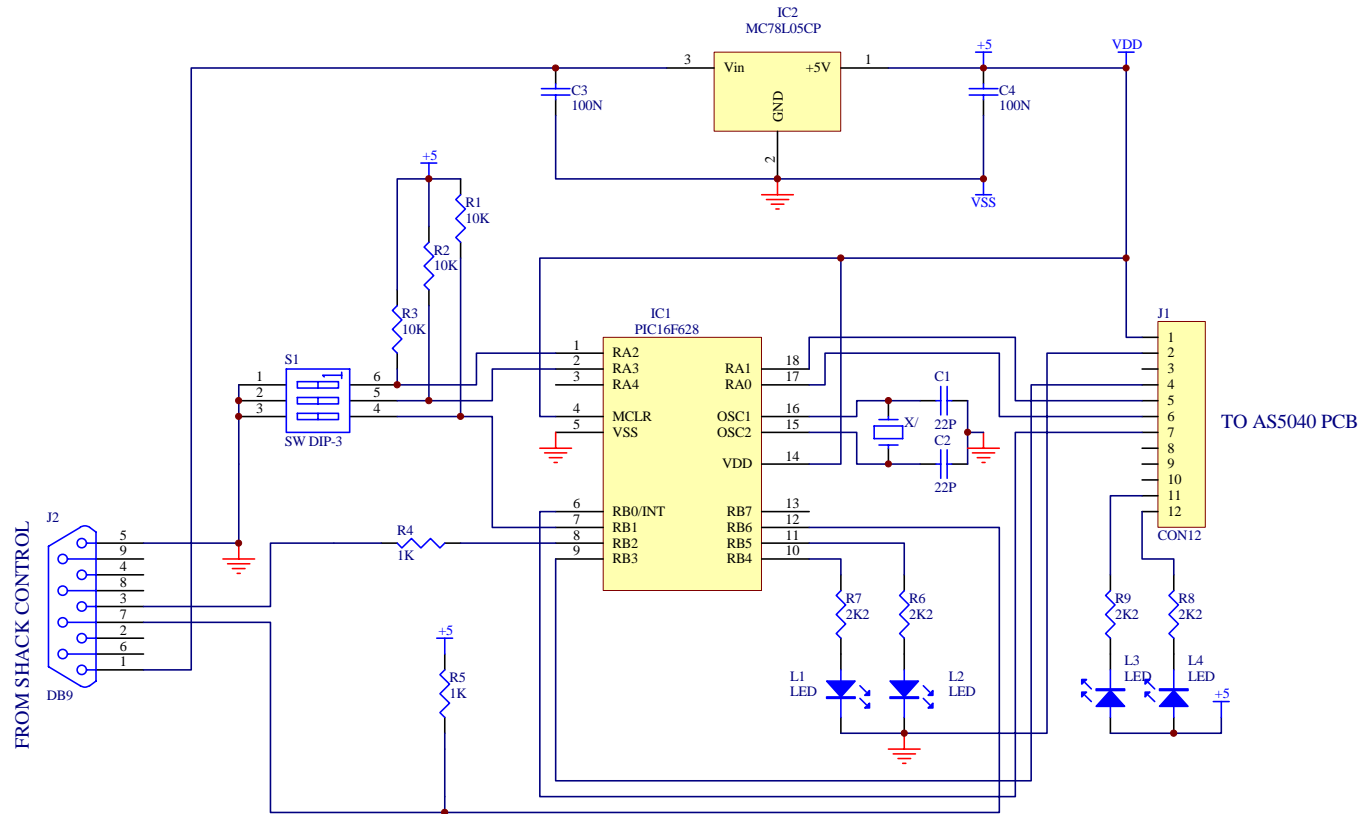 IC2
MC78L05CP
+5
VDD
3
Vin
+5V
1
GND
2
C3
100N
C4
100N
VSS
+5
R1
10K
R2
10K
R3
10K
IC1
PIC16F628
J1
S1
1
2
3
1
6
5
4
SW DIP-3
1
2
3
4
5
6
7
8
9
RA2
RA3
RA4
MCLR
VSS
RB0/INT
RB1
RB2
RB3
RA1
RA0
OSC1
OSC2
VDD
RB7
RB6
RB5
RB4
18
17
16
15
14
13
12
11
10
C1
22P
X/
C2
22P
1
2
3
4
5
6
7
8
9
10
11
12
CON12
TO AS5040 PCB
J2
5
9
4
8
3
7
2
6
1
DB9
FROM SHACK CONTROL
R4
1K
+5
R5
1K
R7
2K2
R6
2K2
R9
2K2
R8
2K2
L1
LED
L2
LED
L3
LED
L4
LED
+5